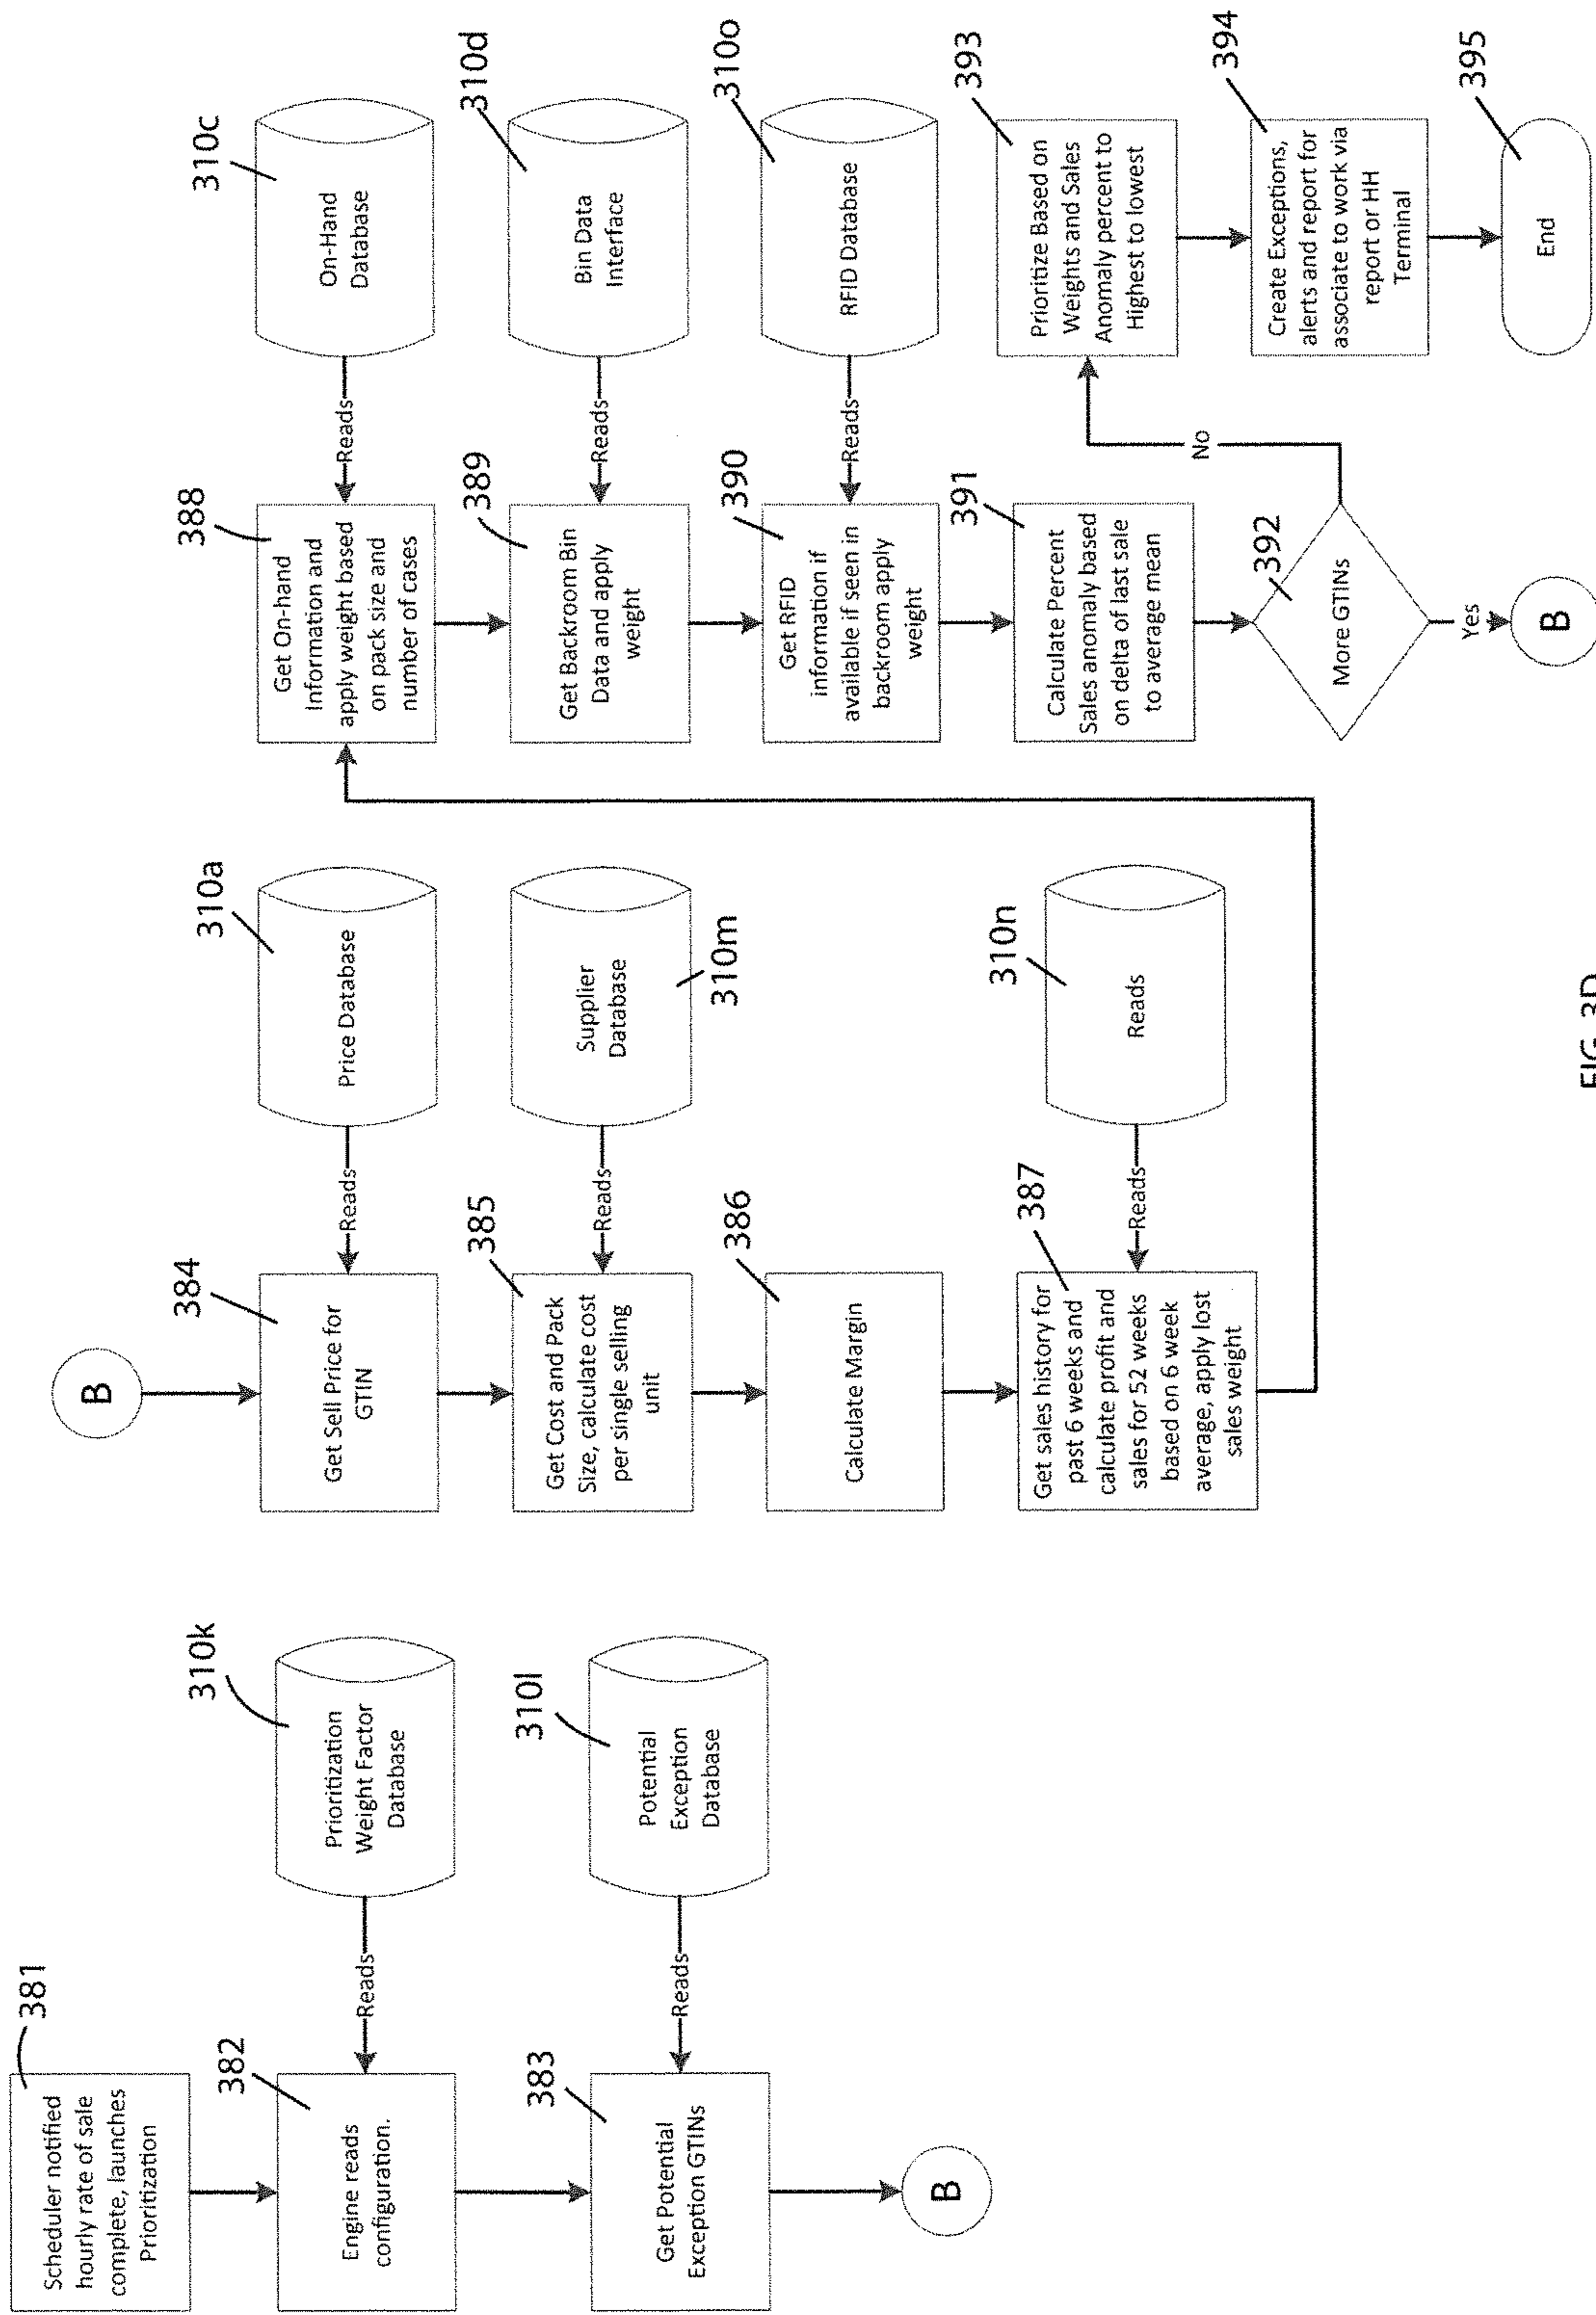 381
Scheduler notified
hourly rate of sale
complete, launches
Prioritization
382
Engine reads
configuration.
Reads
310k
Prioritization
Weight Factor
Database
383
Get Potential
Exception GTINs
Reads
310l
Potential
Exception
Database
B
B
384
Get Sell Price for
GTIN
Reads
310a
Price Database
385
Get Cost and Pack
Size, calculate cost
per single selling
unit
Reads
Supplier
Database
310m
386
Calculate Margin
387
Get sales history for
past 6 weeks and
calculate profit and
sales for 52 weeks
based on 6 week
average, apply lost
sales weight
Reads
310n
Reads
388
Get On-hand
Information and
apply weight based
on pack size and
number of cases
Reads
310c
On-Hand
Database
389
Get Backroom Bin
Data and apply
weight
Reads
310d
Bin Data
Interface
390
Get RFID
information if
available if seen in
backroom apply
weight
Reads
310o
RFID Database
391
Calculate Percent
Sales anomaly based
on delta of last sale
to average mean
392
More GTINs
No
Yes
B
393
Prioritize Based on
Weights and Sales
Anomaly percent to
Highest to lowest
394
Create Exceptions,
alerts and report for
associate to work via
report or HH
Terminal
395
End
FIG. 3D